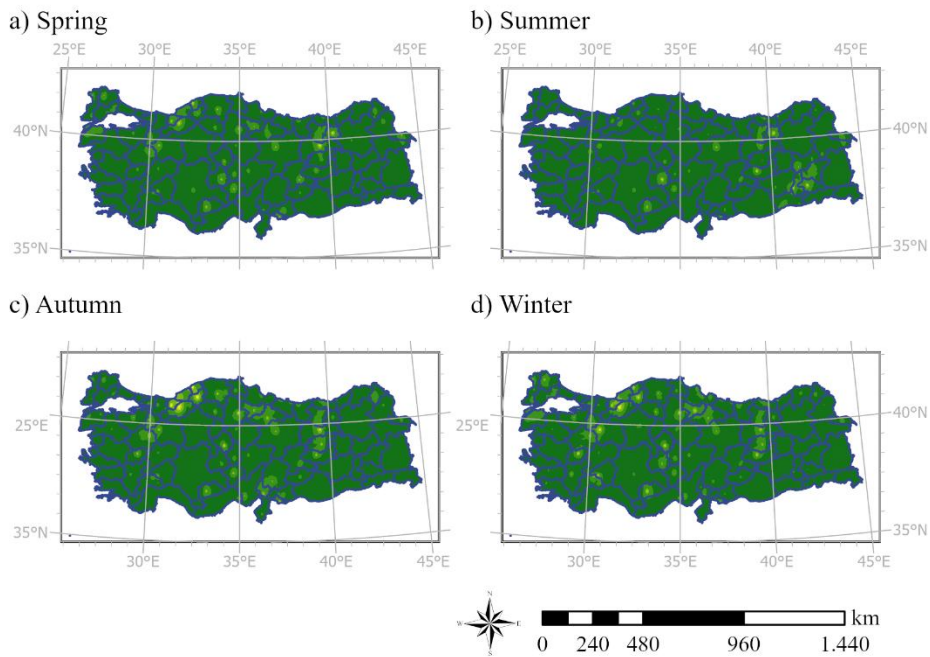 a) Spring
b) Summer
25°E 30°E 35°E 40°E 45°E
25°E 30°E 35°E 40°E 45°E
40°N 40°N
35°N 35°N
c) Autumn
d) Winter
25°E 40°N
25°E
35°N 35°N
30°E 35°E 40°E 45°E
30°E 35°E 40°E 45°E
N
W E
S
km
0 240 480 960 1.440